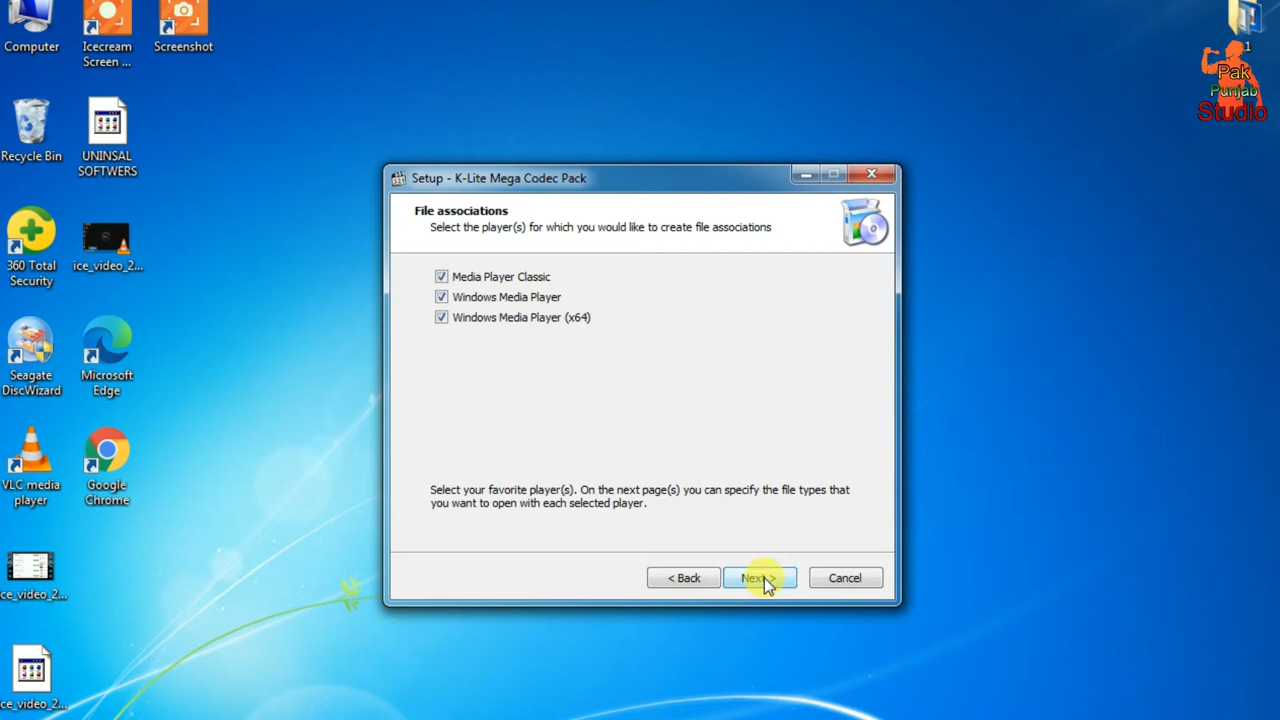 Computer
Icecream
Screen ...
Screenshot
1
Pak
Punjab
Studio
Recycle Bin
UNINSAL
SOFTWERS
360 Total
Security
ice_video_2...
Seagate
DiscWizard
Microsoft
Edge
VLC media
player
Google
Chrome
ice_video_2...
ice_video_2...
Setup - K-Lite Mega Codec Pack
File associations
Select the player(s) for which you would like to create file associations
Media Player Classic
Windows Media Player
Windows Media Player (x64)
Select your favorite player(s). On the next page(s) you can specify the file types that
you want to open with each selected player.
< Back
Next >
Cancel